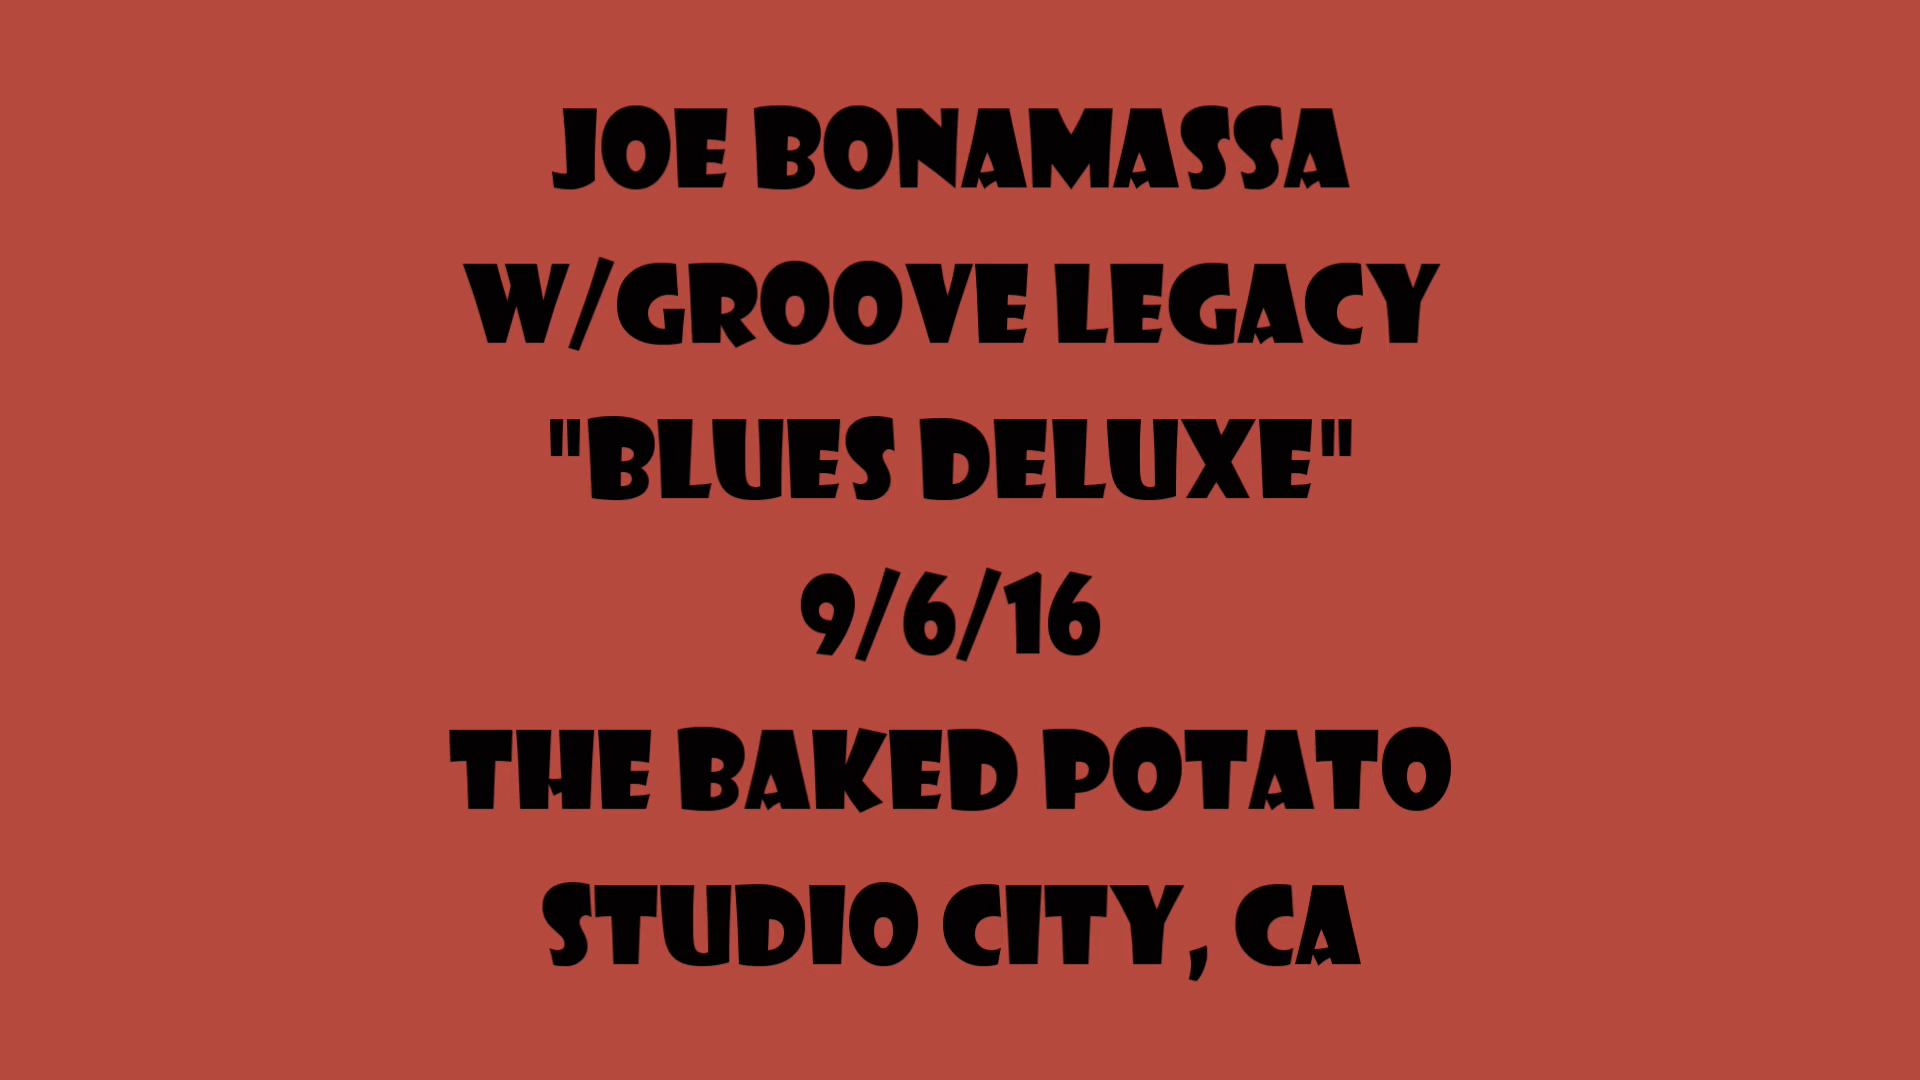 JOE BONAMASSA
W/GROOVE LEGACY
"BLUES DELUXE"
9/6/16
THE BAKED POTATO
STUDIO CITY, CA